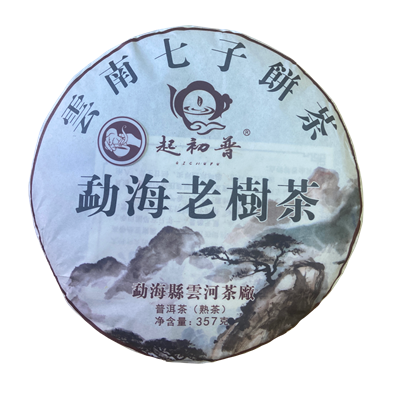 雲南七子餅茶
起初普®
勐海老樹茶
勐海縣雲河茶廠
普洱茶（熟茶）
净含量：357克